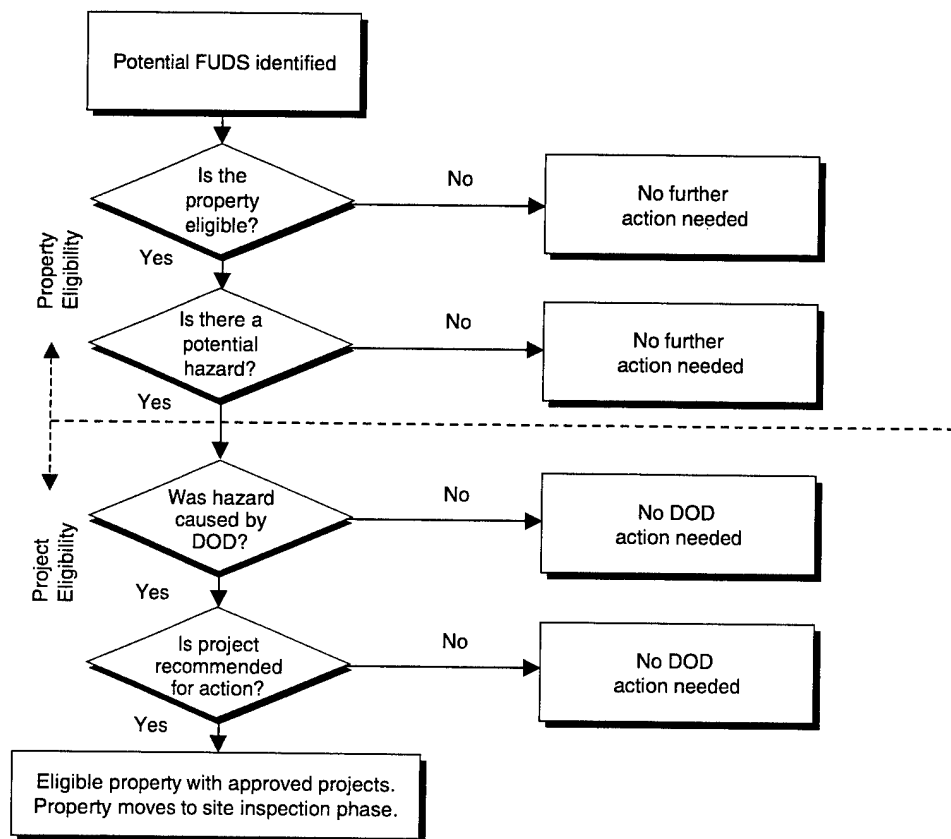 Potential FUDS identified
Is the
property
eligible?
No
No further
action needed
Yes
Property
Eligibility
Is there a
potential
hazard?
No
No further
action needed
Yes
Project
Eligibility
Was hazard
caused by
DOD?
No
No DOD
action needed
Yes
Is project
recommended
for action?
No
No DOD
action needed
Yes
Eligible property with approved projects.
Property moves to site inspection phase.